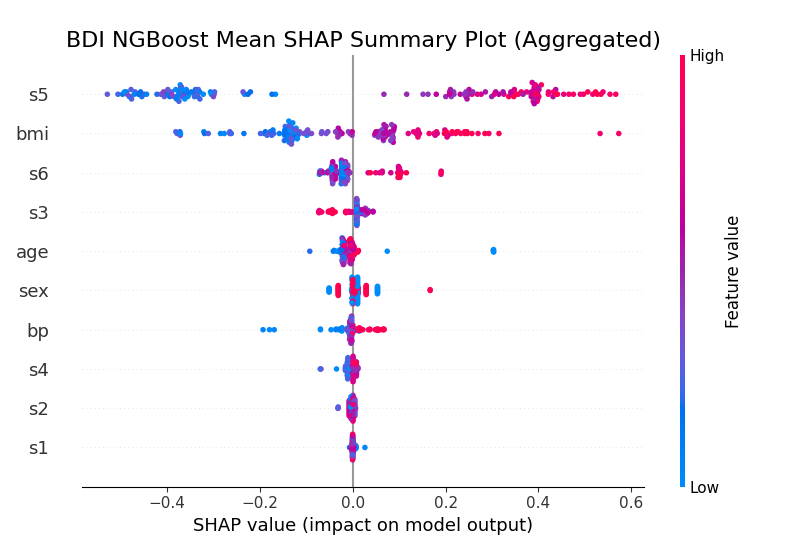 BDI NGBoost Mean SHAP Summary Plot (Aggregated)
High
s5
bmi
s6
s3
age
sex
bp
s4
s2
s1
Feature value
Low
−0.4 −0.2 0.0 0.2 0.4 0.6
SHAP value (impact on model output)